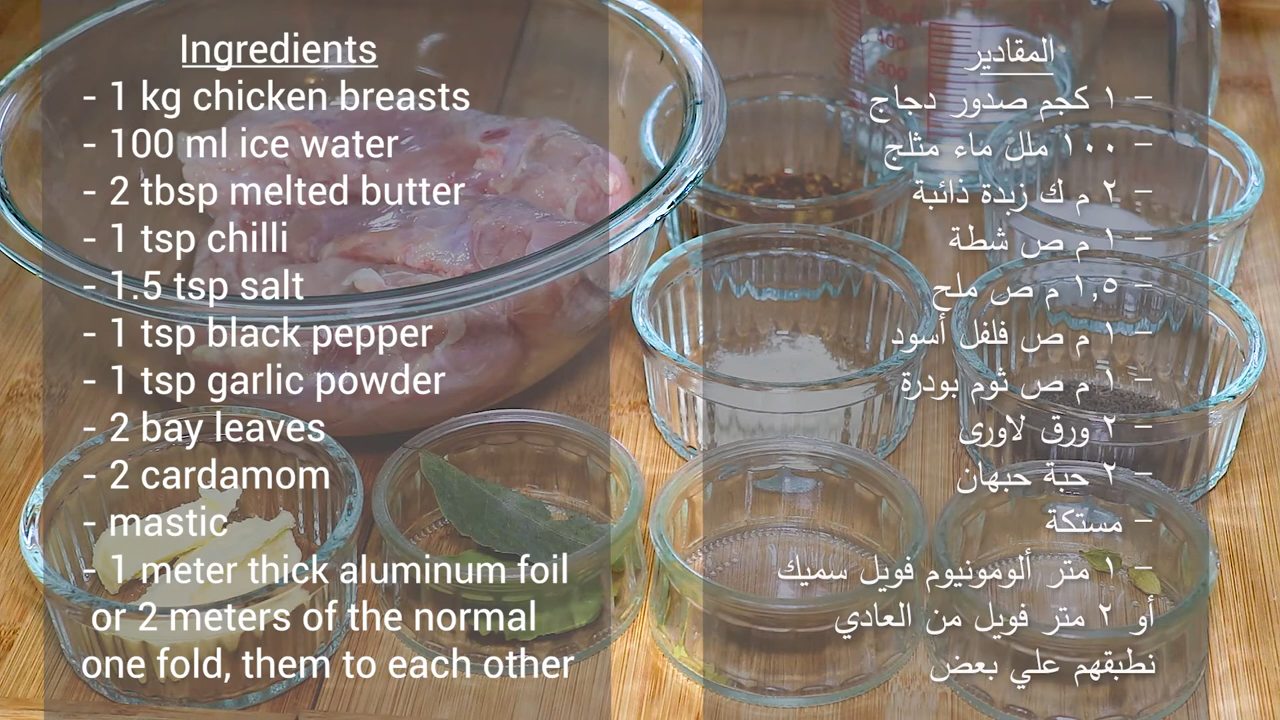 Ingredients
- 1 kg chicken breasts
- 100 ml ice water
- 2 tbsp melted butter
- 1 tsp chilli
- 1.5 tsp salt
- 1 tsp black pepper
- 1 tsp garlic powder
- 2 bay leaves
- 2 cardamom
- mastic
- 1 meter thick aluminum foil
or 2 meters of the normal
one fold, them to each other
المقادير
– ١ كجم صدور دجاج
– ١٠٠ ملل ماء مثلج
– ٢ م ك زبدة ذائبة
– ١ م ص شطة
– ١,٥ م ص ملح
– ١ م ص فلفل أسود
– ١ م ص ثوم بودرة
– ٢ ورق لاورى
– ٢ حبة حبهان
– مستكة
– ١ متر ألومونيوم فويل سميك
أو ٢ متر فويل من العادي
نطبقهم علي بعض
400
300